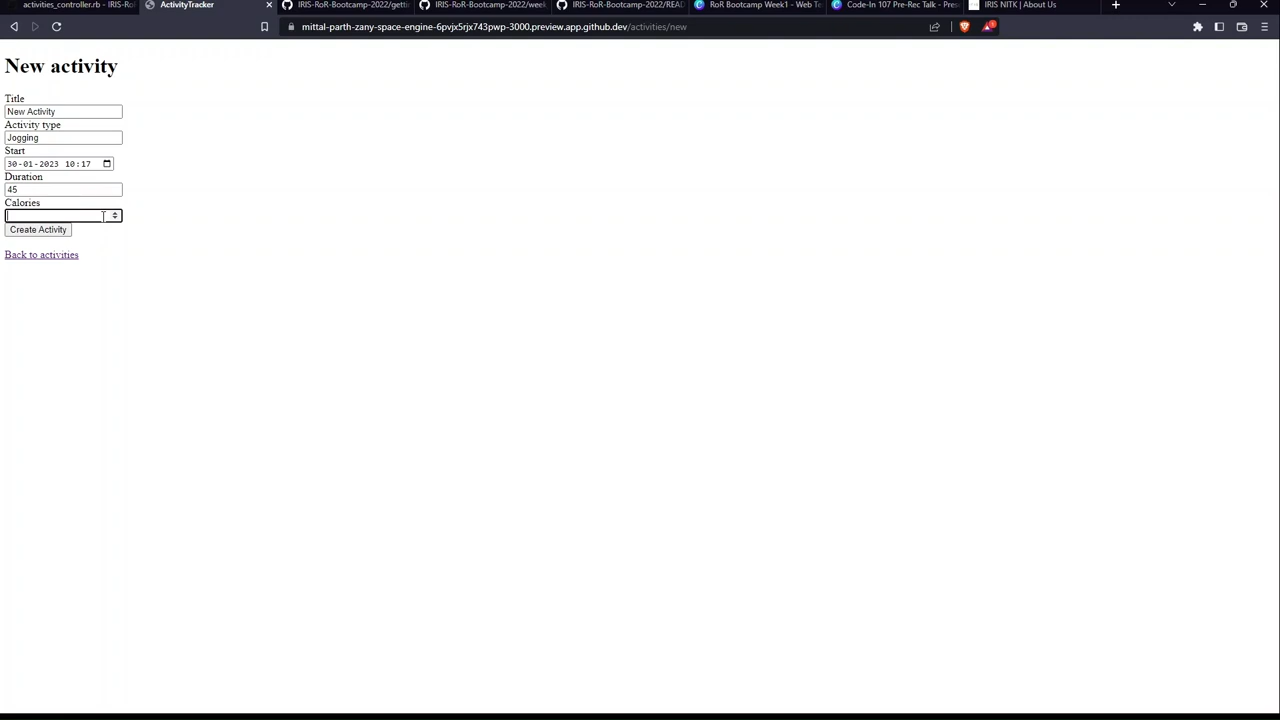 activities_controller.rb - IRIS-Ro
ActivityTracker
IRIS-RoR-Bootcamp-2022/getti
IRIS-RoR-Bootcamp-2022/week
IRIS-RoR-Bootcamp-2022/READ
RoR Bootcamp Week1 - Web Te
Code-In 107 Pre-Rec Talk - Pres
IRIS NITK | About Us
mittal-parth-zany-space-engine-6pvjx5rjx743pwp-3000.preview.app.github.dev/activities/new
New activity
Title
New Activity
Activity type
Jogging
Start
30-01-2023 10:17
Duration
45
Calories
Create Activity
Back to activities